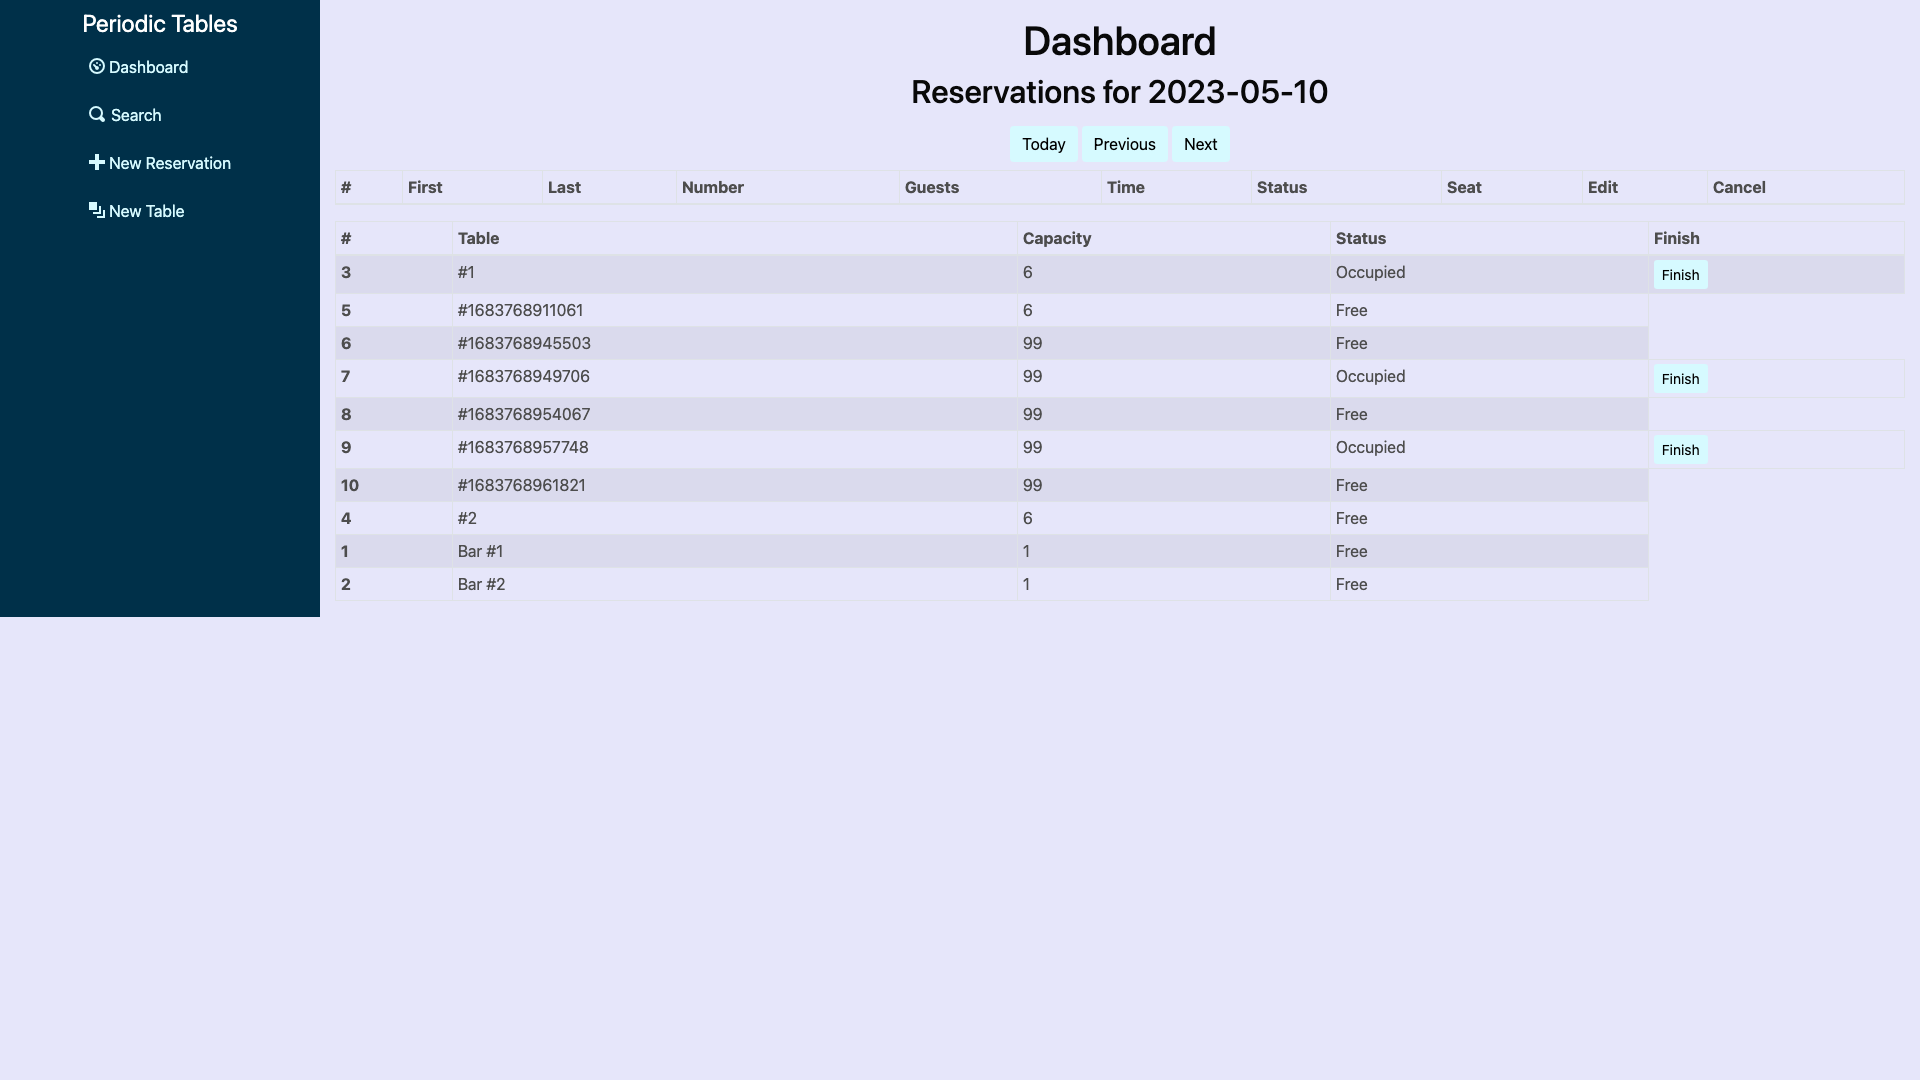 Periodic Tables
Dashboard
Search
New Reservation
New Table
Dashboard
Reservations for 2023-05-10
Today Previous Next
# First Last Number Guests Time Status Seat Edit Cancel
# Table Capacity Status Finish
3 #1 6 Occupied Finish
5 #1683768911061 6 Free
6 #1683768945503 99 Free
7 #1683768949706 99 Occupied Finish
8 #1683768954067 99 Free
9 #1683768957748 99 Occupied Finish
10 #1683768961821 99 Free
4 #2 6 Free
1 Bar #1 1 Free
2 Bar #2 1 Free